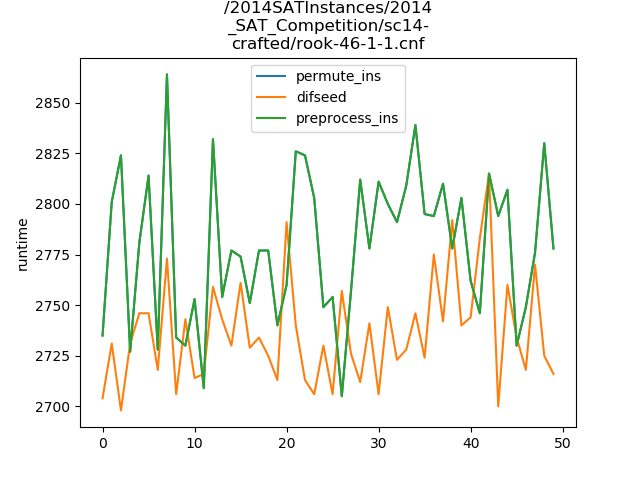 /2014SATInstances/2014
_SAT_Competition/sc14-
crafted/rook-46-1-1.cnf
permute_ins
difseed
preprocess_ins
runtime
2850
2825
2800
2775
2750
2725
2700
0 10 20 30 40 50